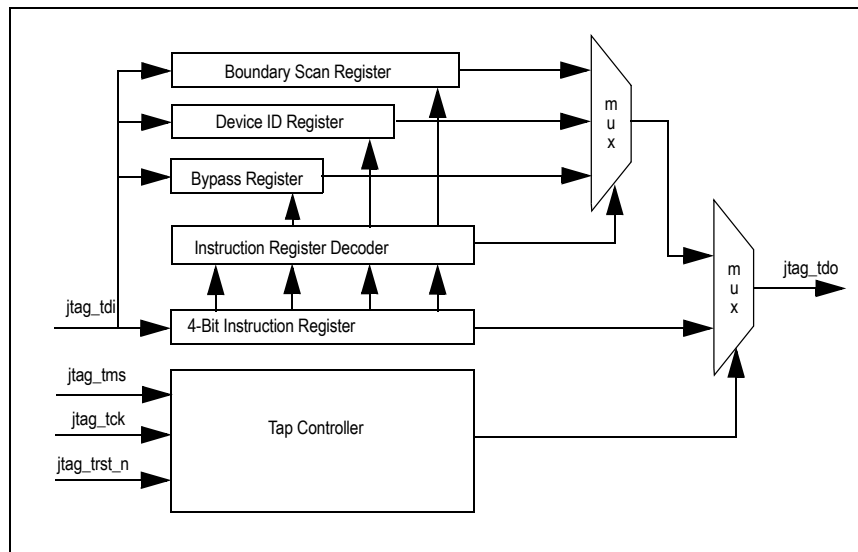 Boundary Scan Register
Device ID Register
Bypass Register
Instruction Register Decoder
4-Bit Instruction Register
Tap Controller
jtag_tdi
jtag_tms
jtag_tck
jtag_trst_n
m
u
x
m
u
x
jtag_tdo